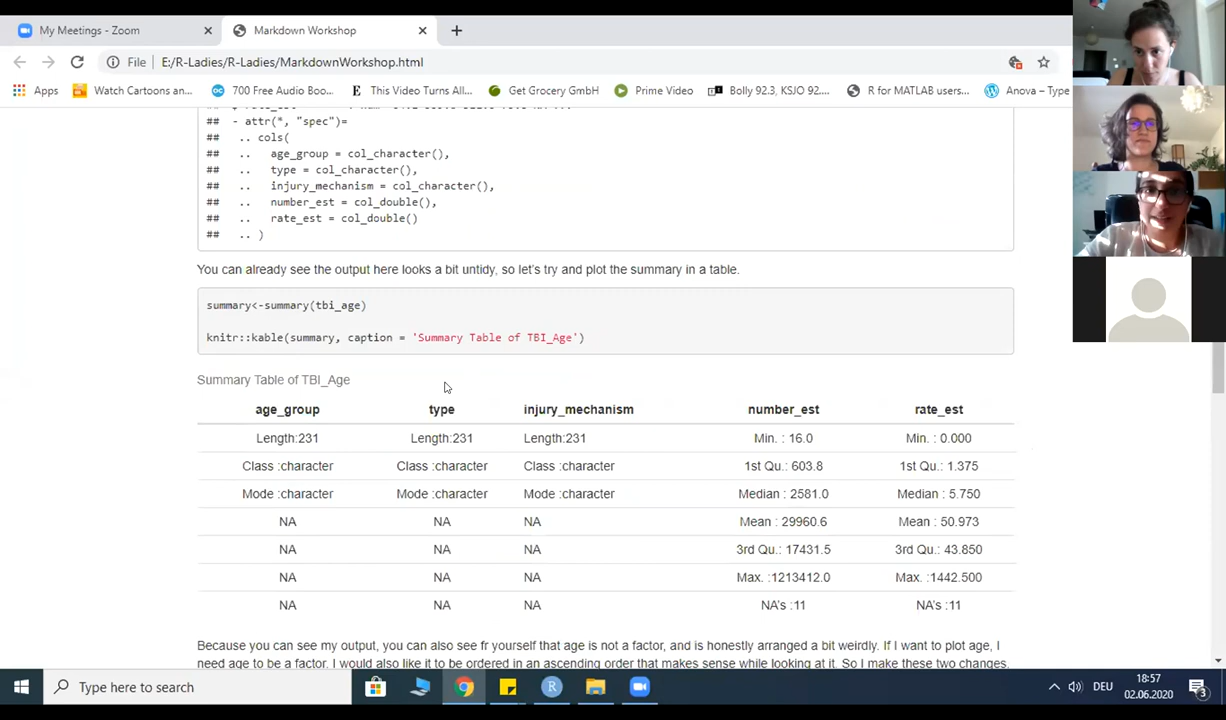 My Meetings - Zoom
Markdown Workshop
File
E:/R-Ladies/R-Ladies/MarkdownWorkshop.html
Apps
Watch Cartoons an...
700 Free Audio Boo...
This Video Turns All...
Get Grocery GmbH
Prime Video
Bolly 92.3, KSJO 92....
R for MATLAB users...
Anova – Type
## - attr(*, "spec")=
## .. cols(
## .. age_group = col_character(),
## .. type = col_character(),
## .. injury_mechanism = col_character(),
## .. number_est = col_double(),
## .. rate_est = col_double()
## .. )
You can already see the output here looks a bit untidy, so let's try and plot the summary in a table.
summary<-summary(tbi_age)
knitr::kable(summary, caption = 'Summary Table of TBI_Age')
Summary Table of TBI_Age
age_group type injury_mechanism number_est rate_est
Length:231 Length:231 Length:231 Min. : 16.0 Min. : 0.000
Class :character Class :character Class :character 1st Qu.: 603.8 1st Qu.: 1.375
Mode :character Mode :character Mode :character Median : 2581.0 Median : 5.750
NA NA NA Mean : 29960.6 Mean : 50.973
NA NA NA 3rd Qu.: 17431.5 3rd Qu.: 43.850
NA NA NA Max. :1213412.0 Max. :1442.500
NA NA NA NA's :11 NA's :11
Because you can see my output, you can also see fr yourself that age is not a factor, and is honestly arranged a bit weirdly. If I want to plot age, I
need age to be a factor. I would also like it to be ordered in an ascending order that makes sense while looking at it. So I make these two changes.
Type here to search
DEU
18:57
02.06.2020
3